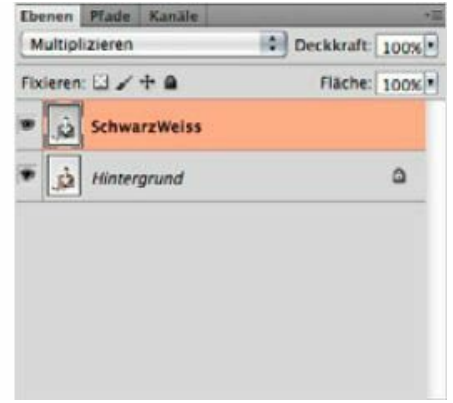 Ebenen Pfade Kanäle
Multiplizieren Deckkraft: 100%
Fixieren: Fläche: 100%
SchwarzWeiss
Hintergrund